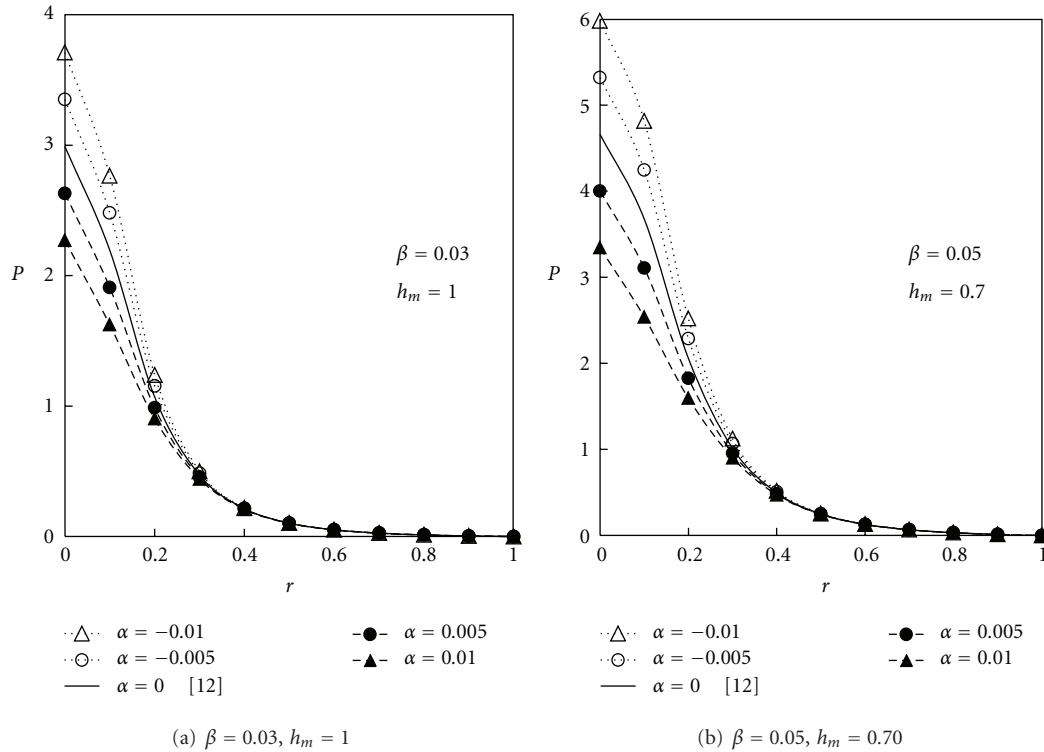 4
3
2
1
0
P
0 0.2 0.4 0.6 0.8 1
r
β = 0.03
h_m = 1
α = −0.01
α = −0.005
α = 0 [12]
α = 0.005
α = 0.01
(a) β = 0.03, h_m = 1
6
5
4
3
2
1
0
P
0 0.2 0.4 0.6 0.8 1
r
β = 0.05
h_m = 0.7
α = −0.01
α = −0.005
α = 0 [12]
α = 0.005
α = 0.01
(b) β = 0.05, h_m = 0.70